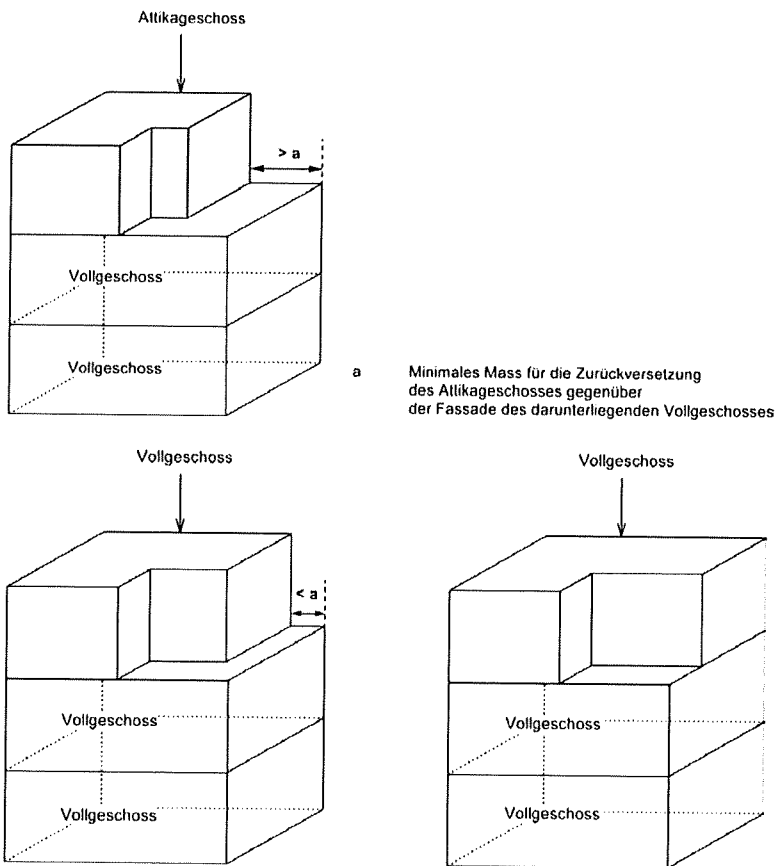 Attikageschoss
> a
Vollgeschoss
Vollgeschoss
a Minimales Mass für die Zurückversetzung
des Attikageschosses gegenüber
der Fassade des darunterliegenden Vollgeschosses
Vollgeschoss
< a
Vollgeschoss
Vollgeschoss
Vollgeschoss
Vollgeschoss
Vollgeschoss